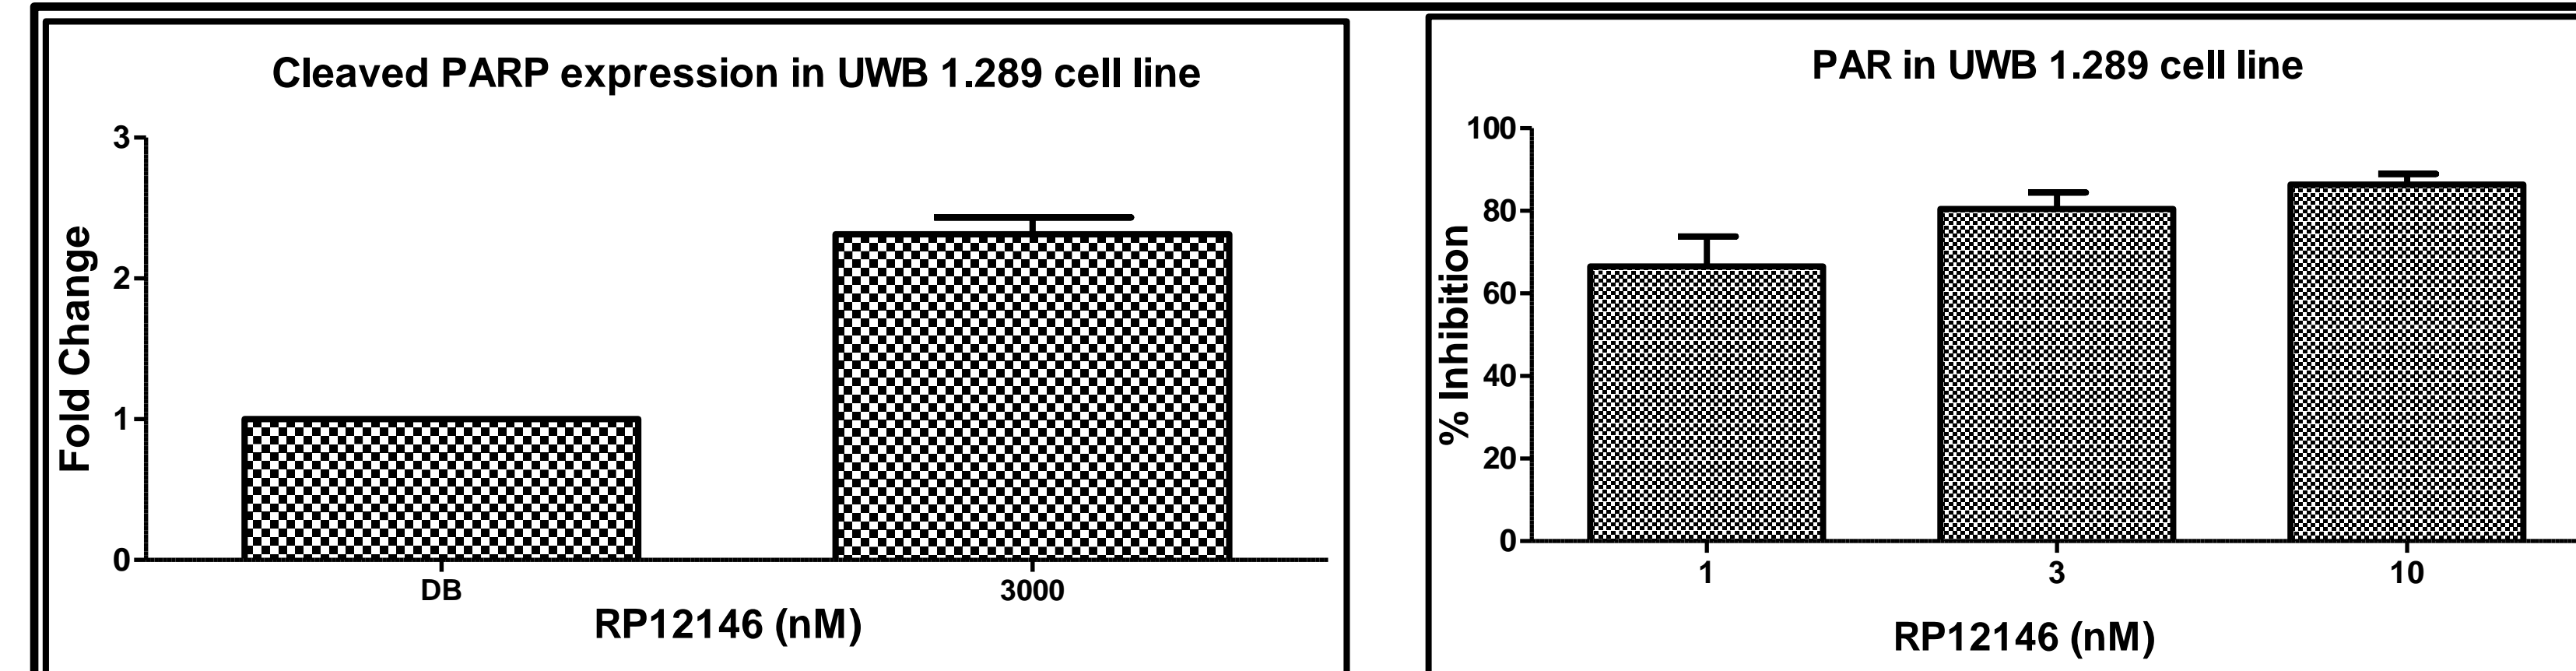 Cleaved PARP expression in UWB 1.289 cell line
Fold Change
3
2
1
0
DB
3000
RP12146 (nM)
PAR in UWB 1.289 cell line
% Inhibition
100
80
60
40
20
0
1
3
10
RP12146 (nM)